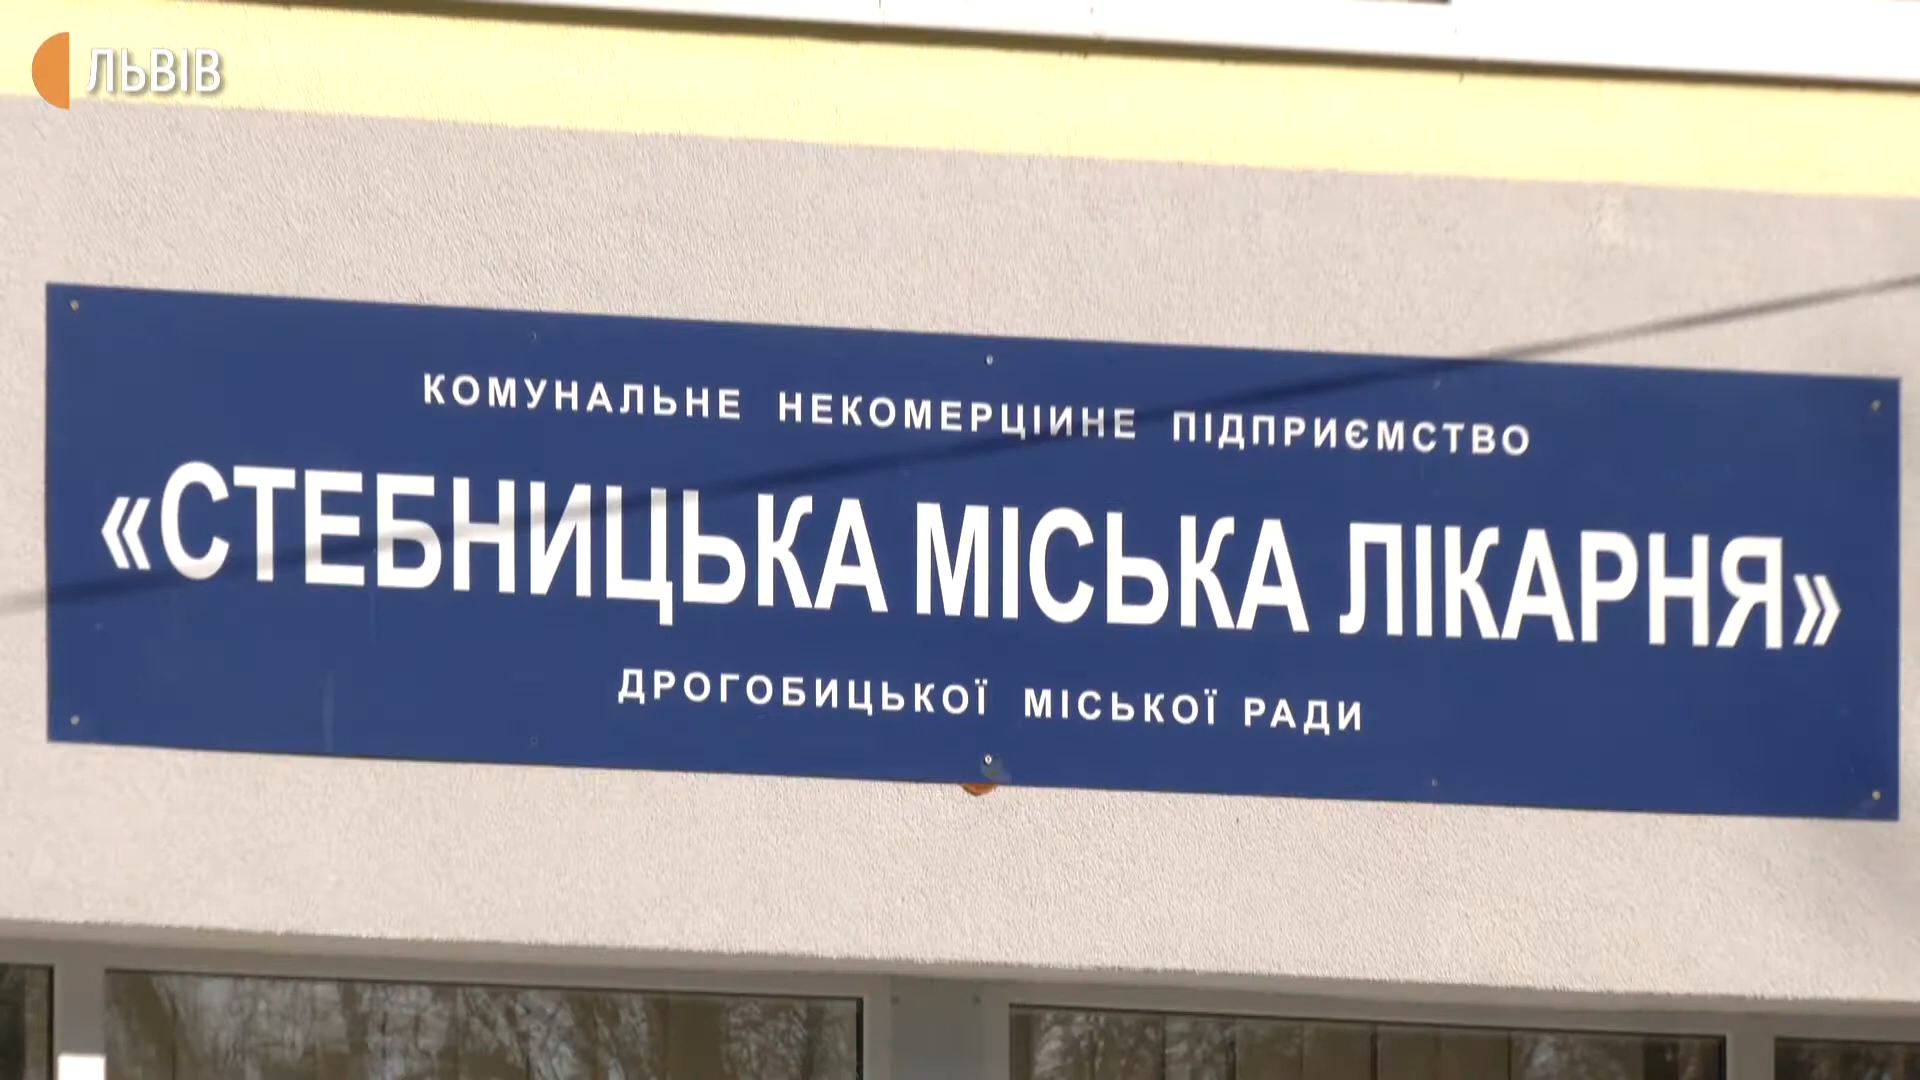 ЛЬВІВ
КОМУНАЛЬНЕ НЕКОМЕРЦІЙНЕ ПІДПРИЄМСТВО
«СТЕБНИЦЬКА МІСЬКА ЛІКАРНЯ»
ДРОГОБИЦЬКОЇ МІСЬКОЇ РАДИ